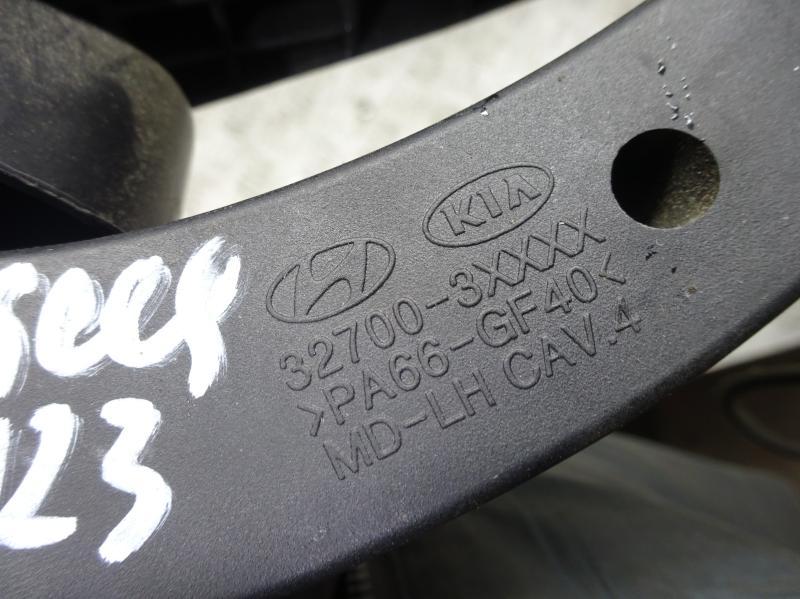 KIA
32700-3XXXX
>PA66-GF40<
MD-LH CAV.4
123